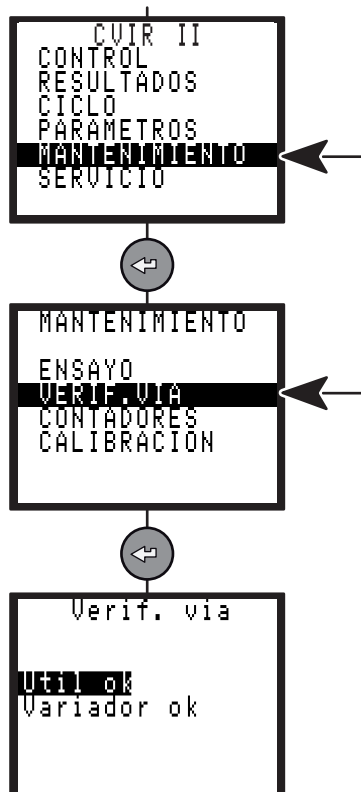 CVIR II
CONTROL
RESULTADOS
CICLO
PARAMETROS
MANTENIMIENTO
SERVICIO
MANTENIMIENTO
ENSAYO
VERIF.VIA
CONTADORES
CALIBRACION
Verif. via
Util ok
Variador ok